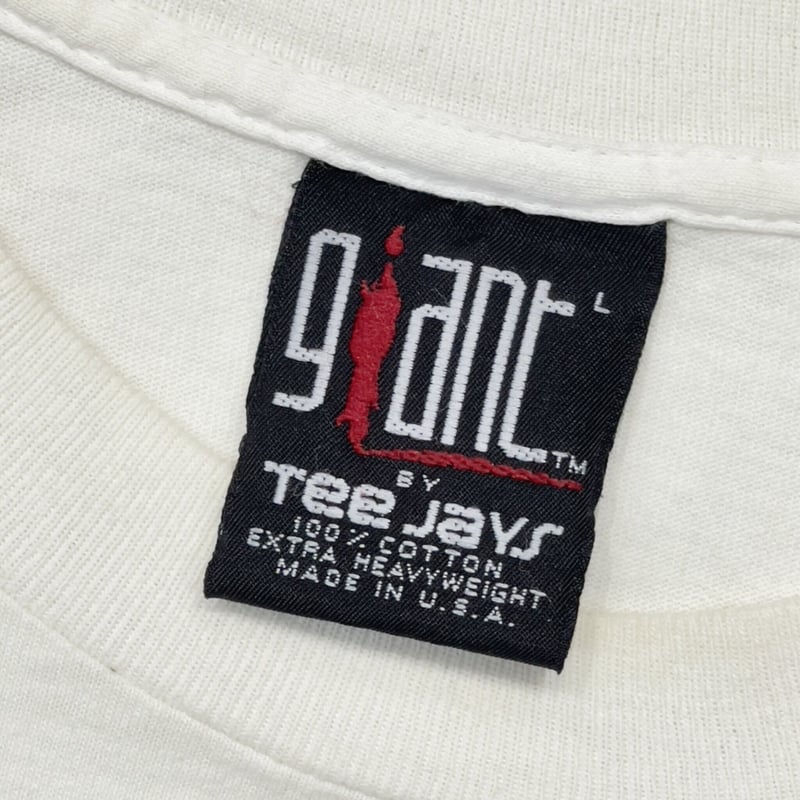 giant L
TM
BY
Tee Jays
100% COTTON
EXTRA HEAVYWEIGHT
MADE IN U.S.A.